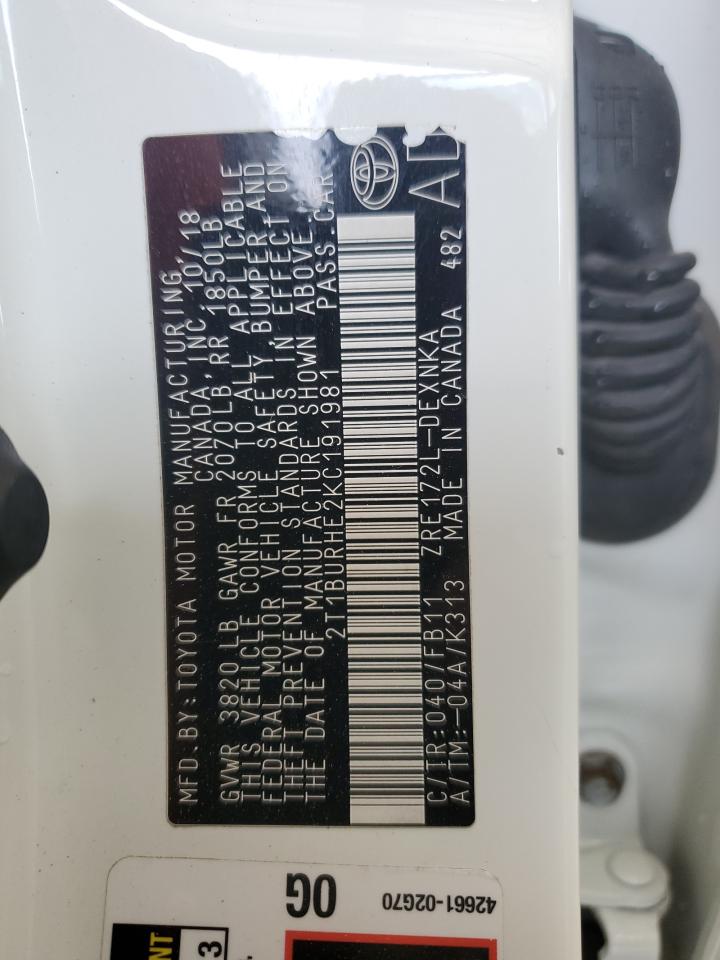 MFD.BY:TOYOTA MOTOR MANUFACTURING,
CANADA, INC. 10/18
GVWR 3820 LB GAWR FR 2070LB, RR 1850LB
THIS VEHICLE CONFORMS TO ALL APPLICABLE
FEDERAL MOTOR VEHICLE SAFETY, BUMPER, AND
THEFT PREVENTION STANDARDS IN EFFECT ON
THE DATE OF MANUFACTURE SHOWN ABOVE.
2T1BURHE2KC191981 PASS.CAR
C/TR:040/FB11 ZRE172L-DEXNKA
A/TM:-04A/K313 MADE IN CANADA 482
0G
42661-02G70
3